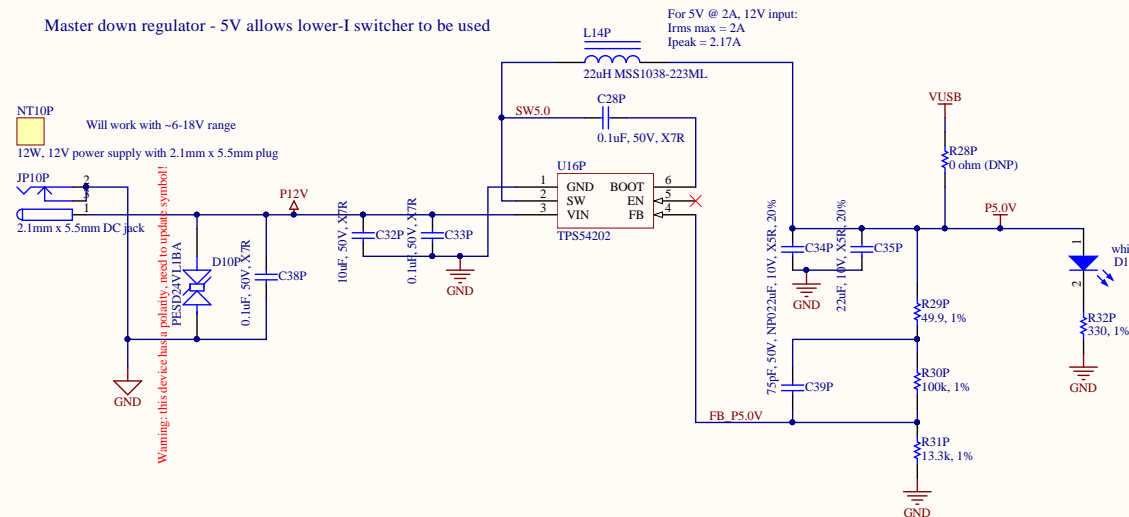 Master down regulator - 5V allows lower-I switcher to be used
For 5V @ 2A, 12V input:
Irms max = 2A
Ipeak = 2.17A
L14P
22uH MSS1038-223ML
NT10P
Will work with ~6-18V range
12W, 12V power supply with 2.1mm x 5.5mm plug
JP10P
2
3
1
2.1mm x 5.5mm DC jack
Warning: this device has a polarity, need to update symbol!
GND
D10P
PESD24VL1BA
C38P
0.1uF, 50V, X7R
P12V
C32P
10uF, 50V, X7R
C33P
0.1uF, 50V, X7R
GND
SW5.0
C28P
0.1uF, 50V, X7R
U16P
1 GND BOOT 6
2 SW EN 5
3 VIN FB 4
TPS54202
VUSB
R28P
0 ohm (DNP)
P5.0V
C34P
22uF, 10V, X5R, 20%
C35P
22uF, 10V, X5R, 20%
GND
R29P
49.9, 1%
C39P
75pF, 50V, NP0
R30P
100k, 1%
FB_P5.0V
R31P
13.3k, 1%
GND
1
whi
D1
2
R32P
330, 1%
GND